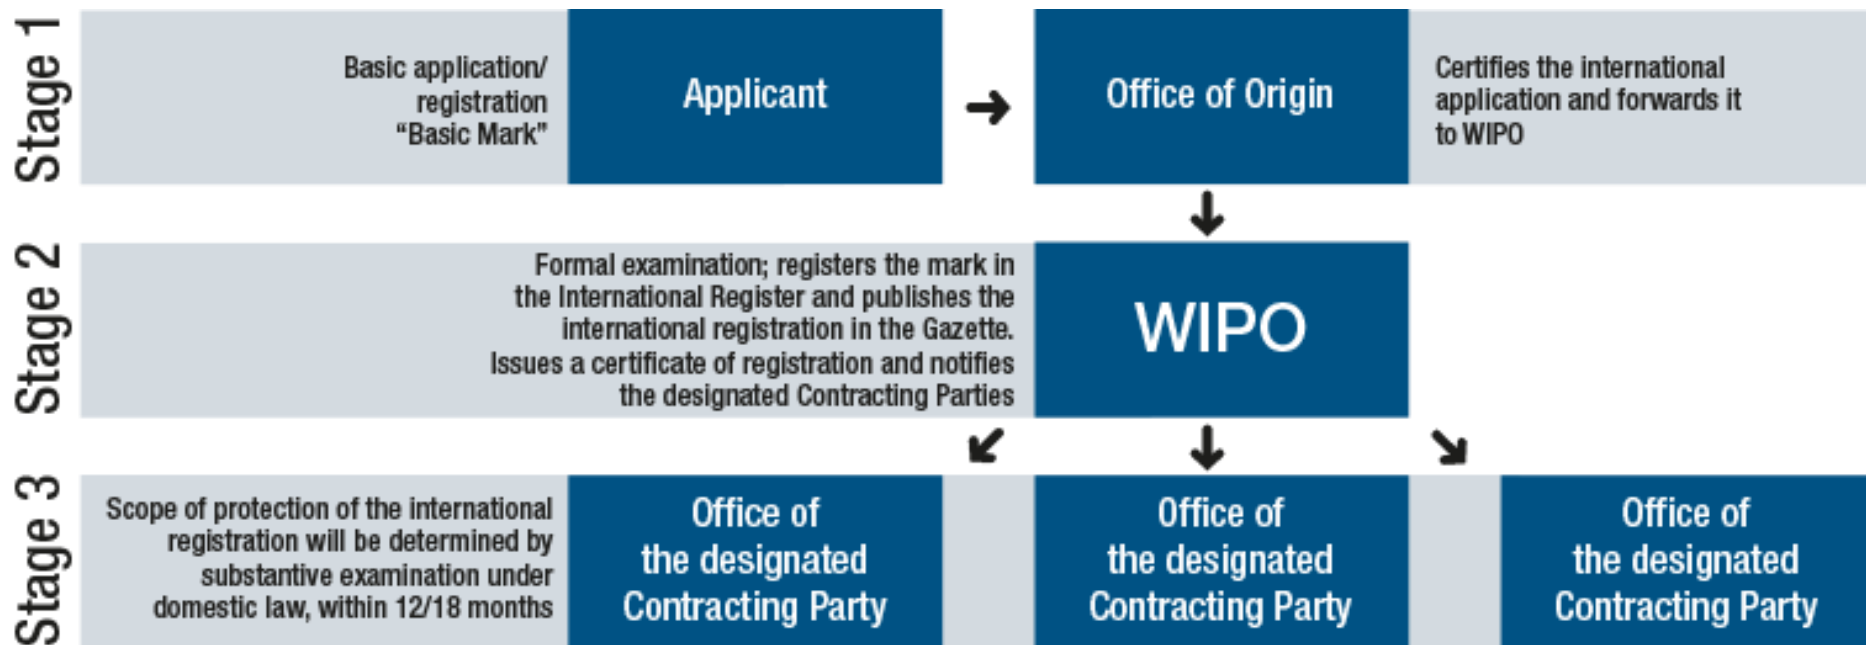 Stage 1
Basic application/
registration
“Basic Mark”
Applicant
Office of Origin
Certifies the international
application and forwards it
to WIPO
Stage 2
Formal examination; registers the mark in
the International Register and publishes the
international registration in the Gazette.
Issues a certificate of registration and notifies
the designated Contracting Parties
WIPO
Stage 3
Scope of protection of the international
registration will be determined by
substantive examination under
domestic law, within 12/18 months
Office of
the designated
Contracting Party
Office of
the designated
Contracting Party
Office of
the designated
Contracting Party